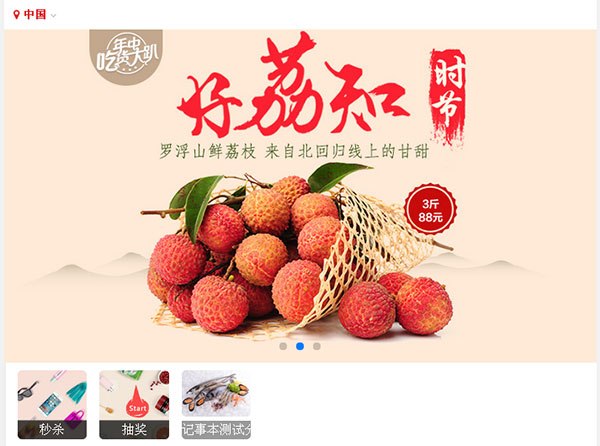 中国
年中
吃货大趴
好荔知
时节
罗浮山鲜荔枝 来自北回归线上的甘甜
3斤
88元
Start
秒杀
抽奖
记事本测试分